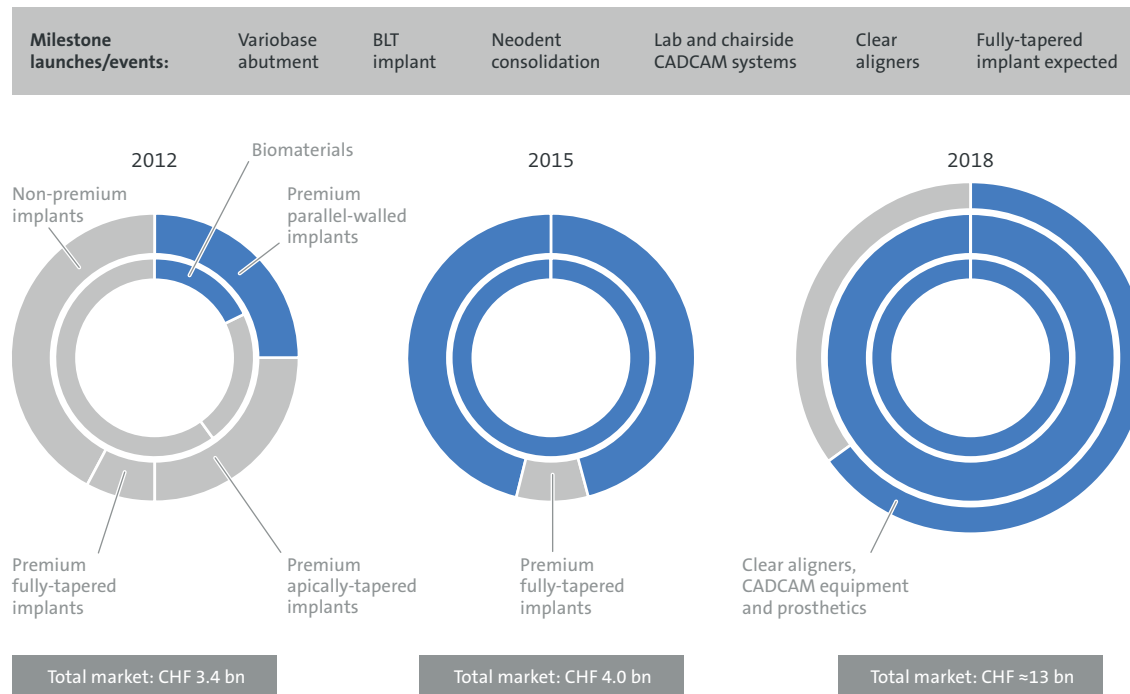 Milestone
launches/events:
Variobase
abutment
BLT
implant
Neodent
consolidation
Lab and chairside
CADCAM systems
Clear
aligners
Fully-tapered
implant expected
2012
Biomaterials
Non-premium
implants
Premium
parallel-walled
implants
Premium
fully-tapered
implants
Premium
apically-tapered
implants
Total market: CHF 3.4 bn
2015
Premium
fully-tapered
implants
Total market: CHF 4.0 bn
2018
Clear aligners,
CADCAM equipment
and prosthetics
Total market: CHF ≈13 bn